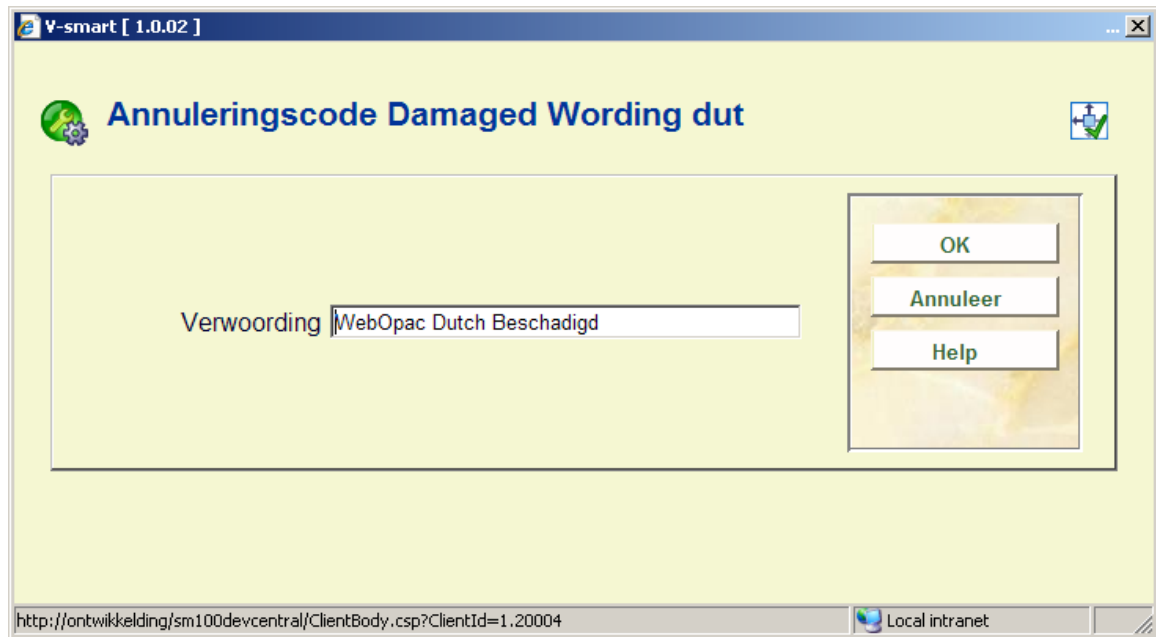 V-smart [ 1.0.02 ]
...
Annuleringscode Damaged Wording dut
OK
Annuleer
Verwoording WebOpac Dutch Beschadigd
Help
http://ontwikkelding/sm100devcentral/ClientBody.csp?ClientId=1.20004 Local intranet